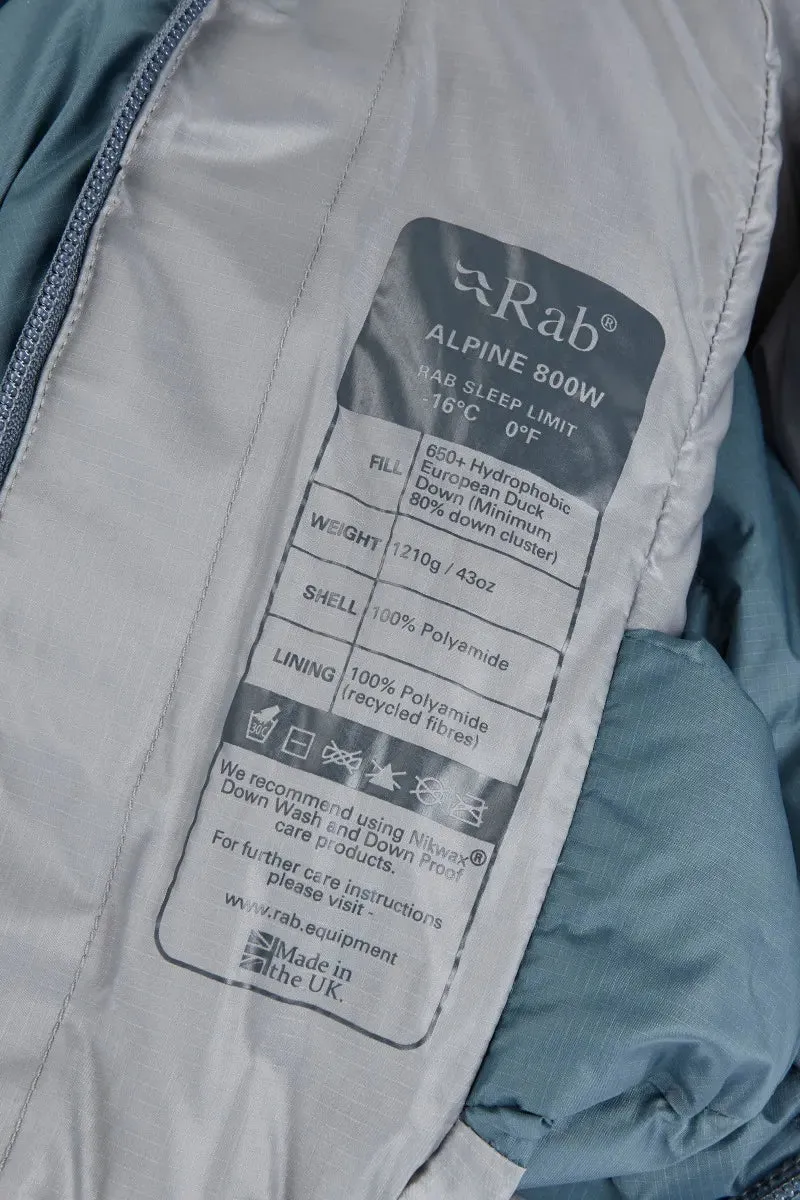 Rab®
ALPINE 800W
RAB SLEEP LIMIT
-16°C 0°F
FILL
650+ Hydrophobic
European Duck
Down (Minimum
80% down cluster)
WEIGHT
1210g / 43oz
SHELL
100% Polyamide
LINING
100% Polyamide
(recycled fibres)
30C
We recommend using Nikwax®
Down Wash and Down Proof
care products.
For further care instructions
please visit -
www.rab.equipment
Made in
the UK.